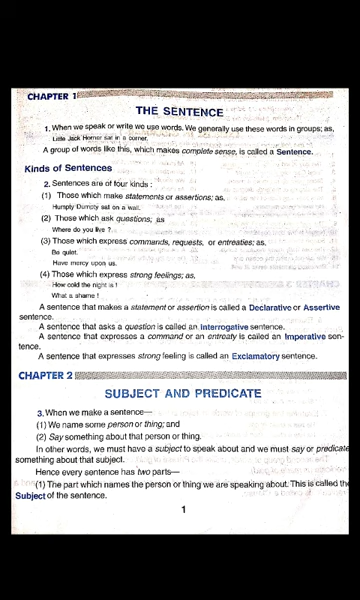 CHAPTER 1
THE SENTENCE
1. When we speak or write we use words. We generally use these words in groups; as,
Little Jack Horner sat in a corner.
A group of words like this, which makes complete sense, is called a Sentence.
Kinds of Sentences
2. Sentences are of four kinds :
(1) Those which make statements or assertions; as,
Humpty Dumpty sat on a wall.
(2) Those which ask questions; as
Where do you live ?
(3) Those which express commands, requests, or entreaties; as,
Be quiet.
Have mercy upon us.
(4) Those which express strong feelings; as,
How cold the night is !
What a shame !
A sentence that makes a statement or assertion is called a Declarative or Assertive
sentence.
A sentence that asks a question is called an Interrogative sentence.
A sentence that expresses a command or an entreaty is called an Imperative sen-
tence.
A sentence that expresses strong feeling is called an Exclamatory sentence.
CHAPTER 2
SUBJECT AND PREDICATE
3. When we make a sentence—
(1) We name some person or thing; and
(2) Say something about that person or thing.
In other words, we must have a subject to speak about and we must say or predicate
something about that subject.
Hence every sentence has two parts—
(1) The part which names the person or thing we are speaking about. This is called the
Subject of the sentence.
1